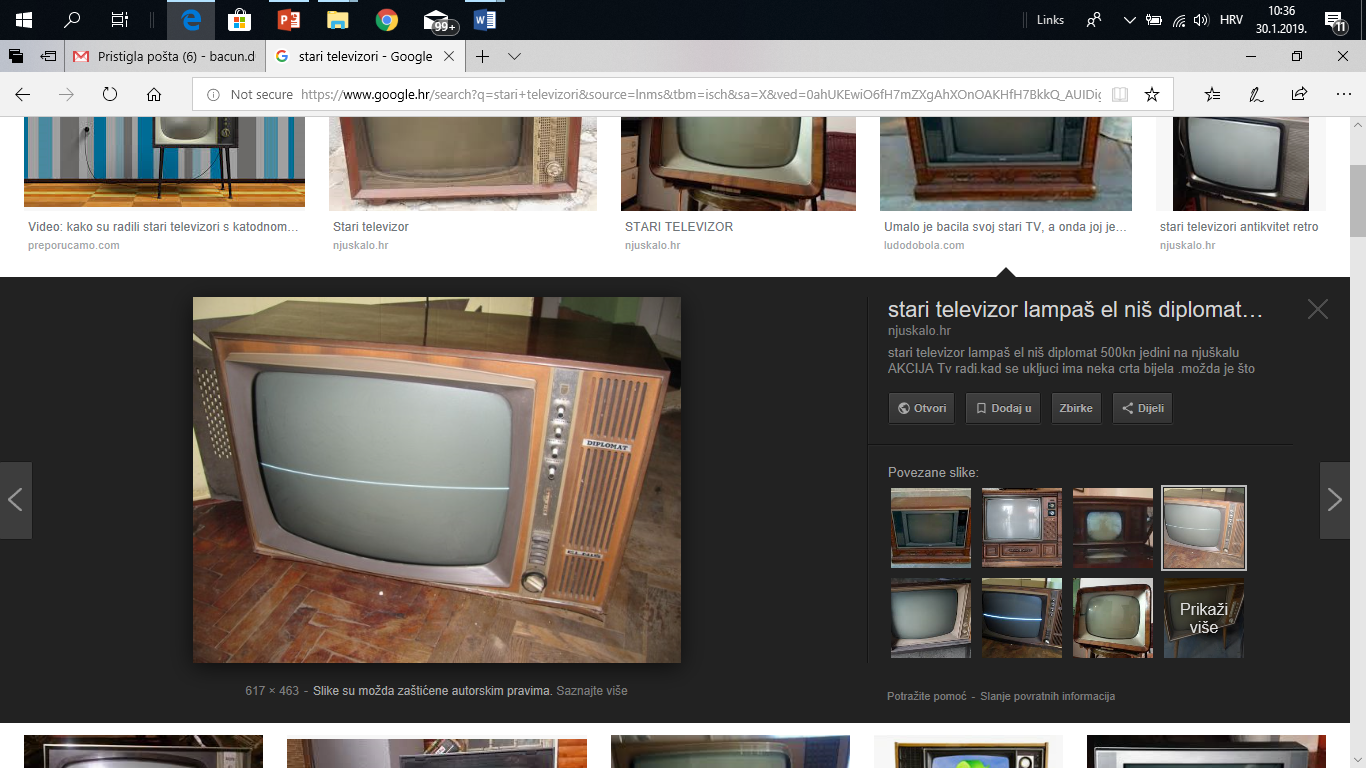 99+
Links
HRV
10:36
30.1.2019.
11
Pristigla pošta (6) - bacun.d
stari televizori - Google
Not secure
https://www.google.hr/search?q=stari+televizori&source=lnms&tbm=isch&sa=X&ved=0ahUKEwiO6fH7mZXgAhXOnOAKHfH7BkkQ_AUIDig
Video: kako su radili stari televizori s katodnom…
preporucamo.com
Stari televizor
njuskalo.hr
STARI TELEVIZOR
njuskalo.hr
Umalo je bacila svoj stari TV, a onda joj je…
ludodobola.com
stari televizori antikvitet retro
njuskalo.hr
DIPLOMAT
stari televizor lampaš el niš diplomat…
njuskalo.hr
stari televizor lampaš el niš diplomat 500kn jedini na njuškalu
AKCIJA Tv radi.kad se ukljuci ima neka crta bijela .možda je što
Otvori
Dodaj u
Zbirke
Dijeli
Povezane slike:
Prikaži
više
617 × 463 - Slike su možda zaštićene autorskim pravima. Saznajte više
Potražite pomoć - Slanje povratnih informacija